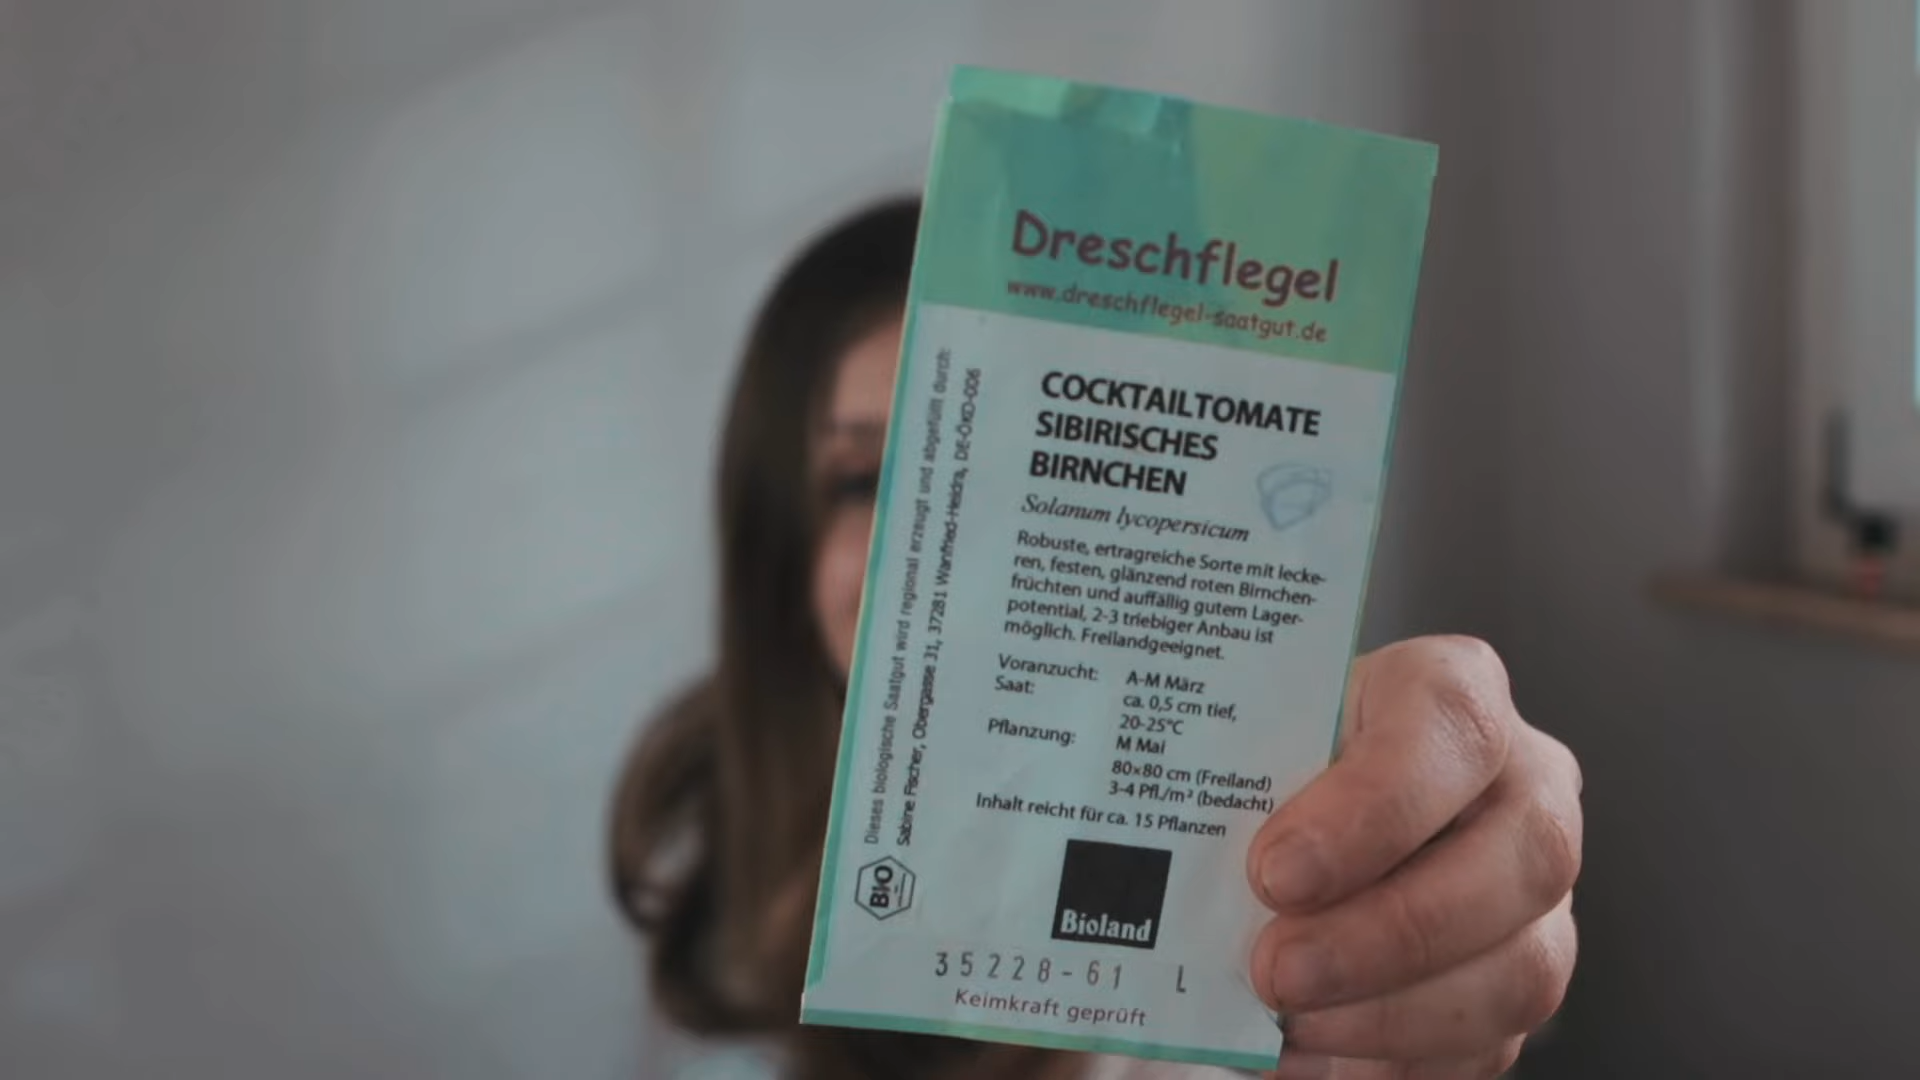 Dreschflegel
www.dreschflegel-saatgut.de
COCKTAILTOMATE
SIBIRISCHES
BIRNCHEN
Solanum lycopersicum
Robuste, ertragreiche Sorte mit lecke-
ren, festen, glänzend roten Birnchen-
früchten und auffällig gutem Lager-
potential, 2-3 triebiger Anbau ist
möglich. Freilandgeeignet.
Voranzucht: A-M März
Saat: ca. 0,5 cm tief,
20-25°C
Pflanzung: M Mai
80×80 cm (Freiland)
3-4 Pfl./m² (bedacht)
Inhalt reicht für ca. 15 Pflanzen
Bioland
35228-61 L
Keimkraft geprüft
Dieses biologische Saatgut wird regional erzeugt und abgefüllt durch:
Sabine Fischer, Obergasse 31, 37281 Wanfried-Heldra, DE-ÖKO-006
BIO